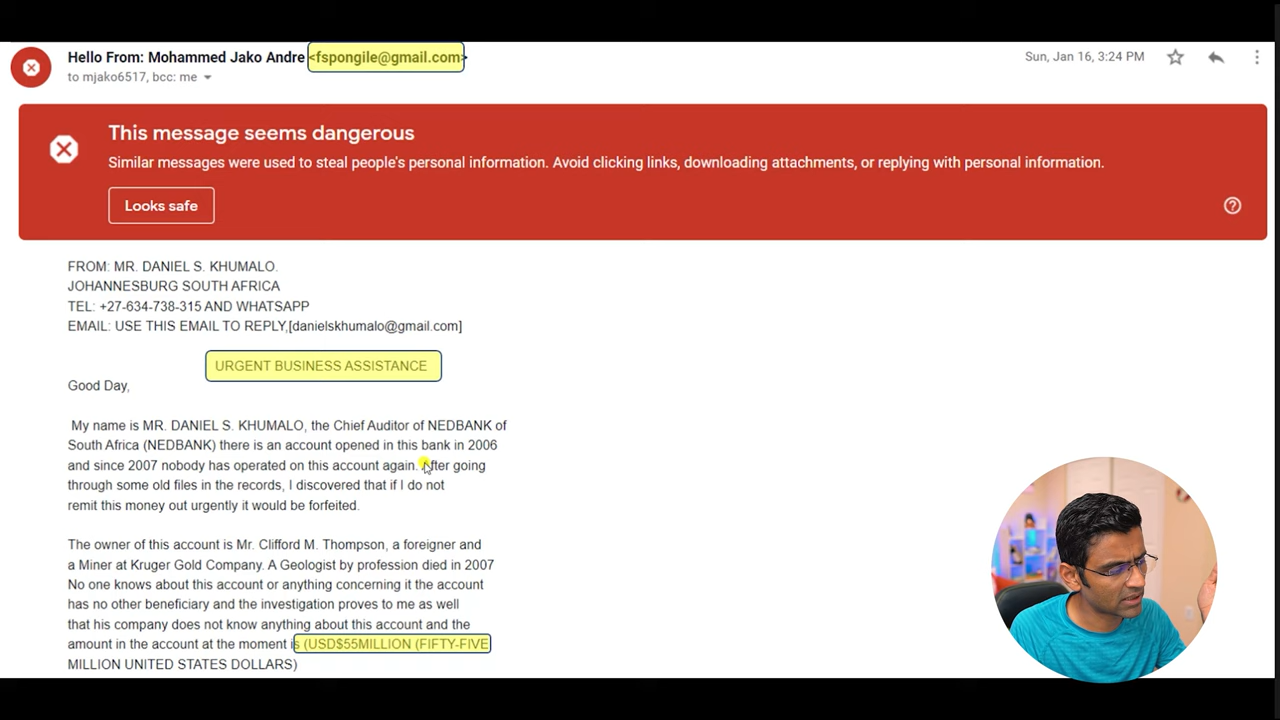 Hello From: Mohammed Jako Andre <fspongile@gmail.com> Sun, Jan 16, 3:24 PM
to mjako6517, bcc: me
This message seems dangerous
Similar messages were used to steal people's personal information. Avoid clicking links, downloading attachments, or replying with personal information.
Looks safe
FROM: MR. DANIEL S. KHUMALO.
JOHANNESBURG SOUTH AFRICA
TEL: +27-634-738-315 AND WHATSAPP
EMAIL: USE THIS EMAIL TO REPLY,[danielskhumalo@gmail.com]
URGENT BUSINESS ASSISTANCE
Good Day,
My name is MR. DANIEL S. KHUMALO, the Chief Auditor of NEDBANK of
South Africa (NEDBANK) there is an account opened in this bank in 2006
and since 2007 nobody has operated on this account again. After going
through some old files in the records, I discovered that if I do not
remit this money out urgently it would be forfeited.
The owner of this account is Mr. Clifford M. Thompson, a foreigner and
a Miner at Kruger Gold Company. A Geologist by profession died in 2007
No one knows about this account or anything concerning it the account
has no other beneficiary and the investigation proves to me as well
that his company does not know anything about this account and the
amount in the account at the moment is (USD$55MILLION (FIFTY-FIVE
MILLION UNITED STATES DOLLARS)